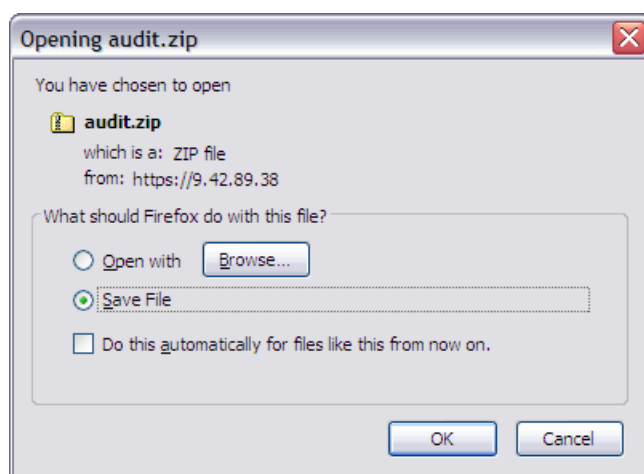 Opening audit.zip
You have chosen to open
audit.zip
which is a: ZIP file
from: https://9.42.89.38
What should Firefox do with this file?
Open with Browse...
Save File
Do this automatically for files like this from now on.
OK Cancel